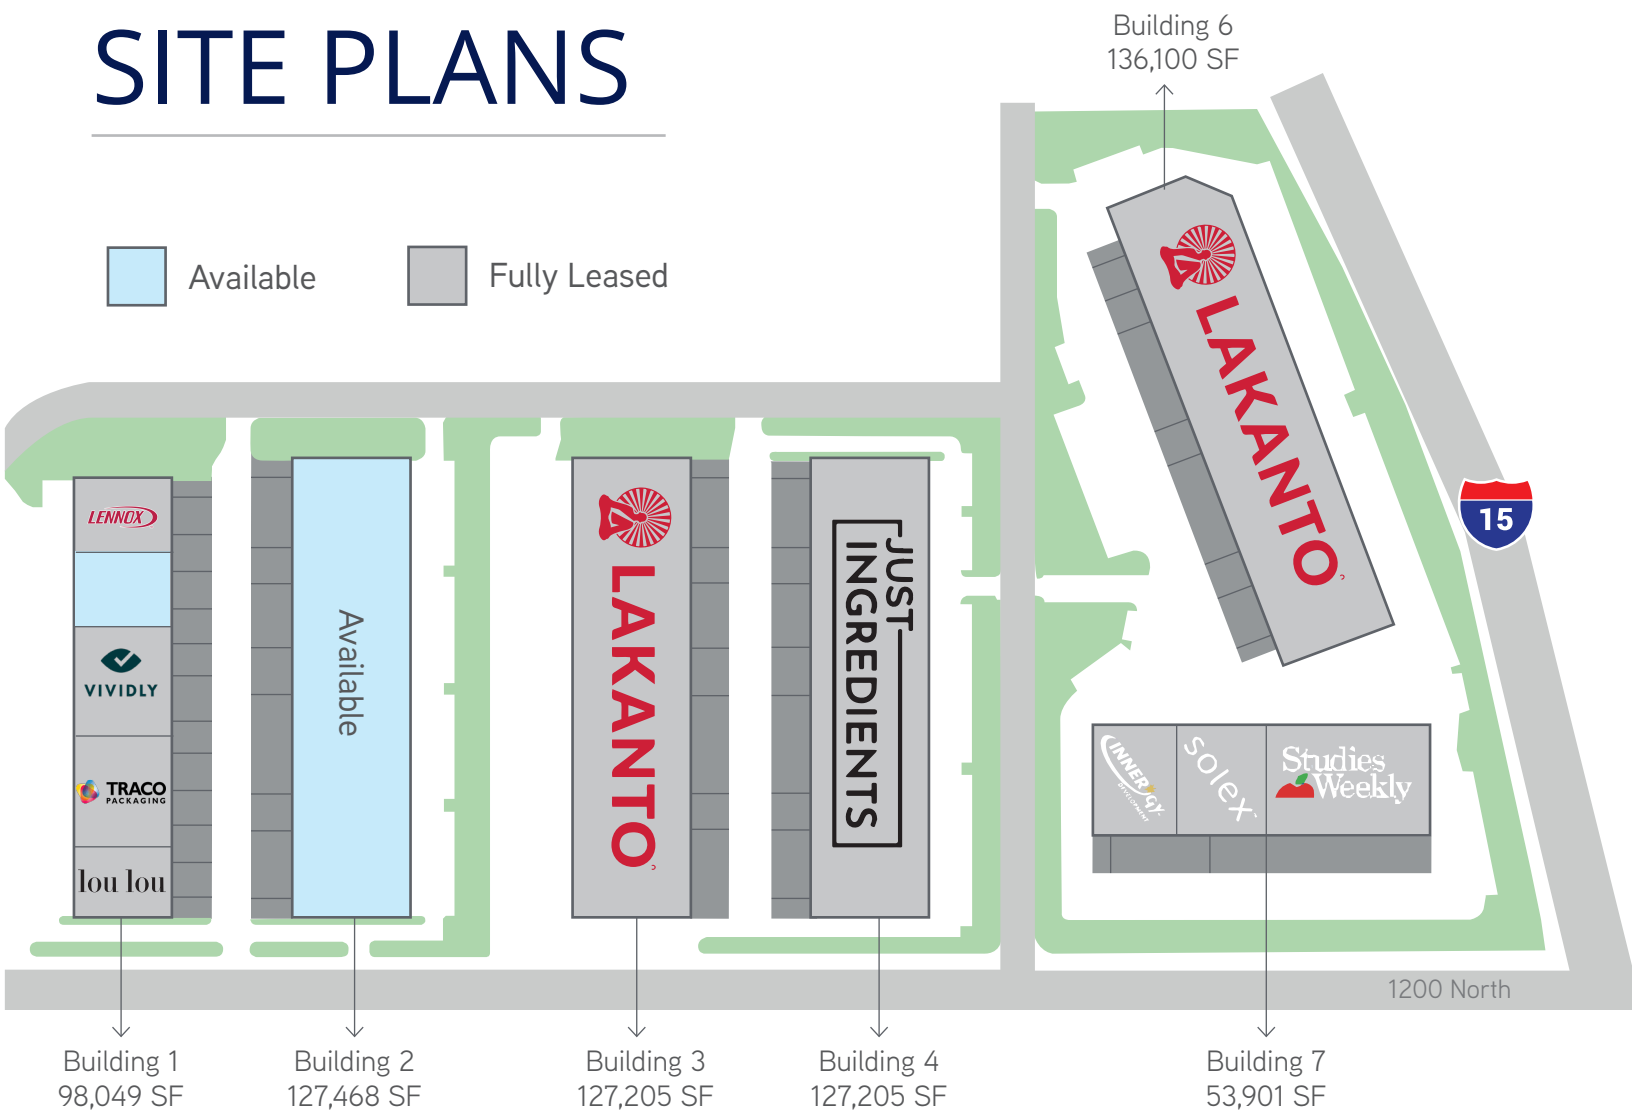 SITE PLANS
Available
Fully Leased
Building 6
136,100 SF
LAKANTO
15
LENNOX
VIVIDLY
TRACO
PACKAGING
lou lou
Available
LAKANTO
JUST
INGREDIENTS
INNERGY
DEVELOPMENT
solex
Studies
Weekly
1200 North
Building 1
98,049 SF
Building 2
127,468 SF
Building 3
127,205 SF
Building 4
127,205 SF
Building 7
53,901 SF